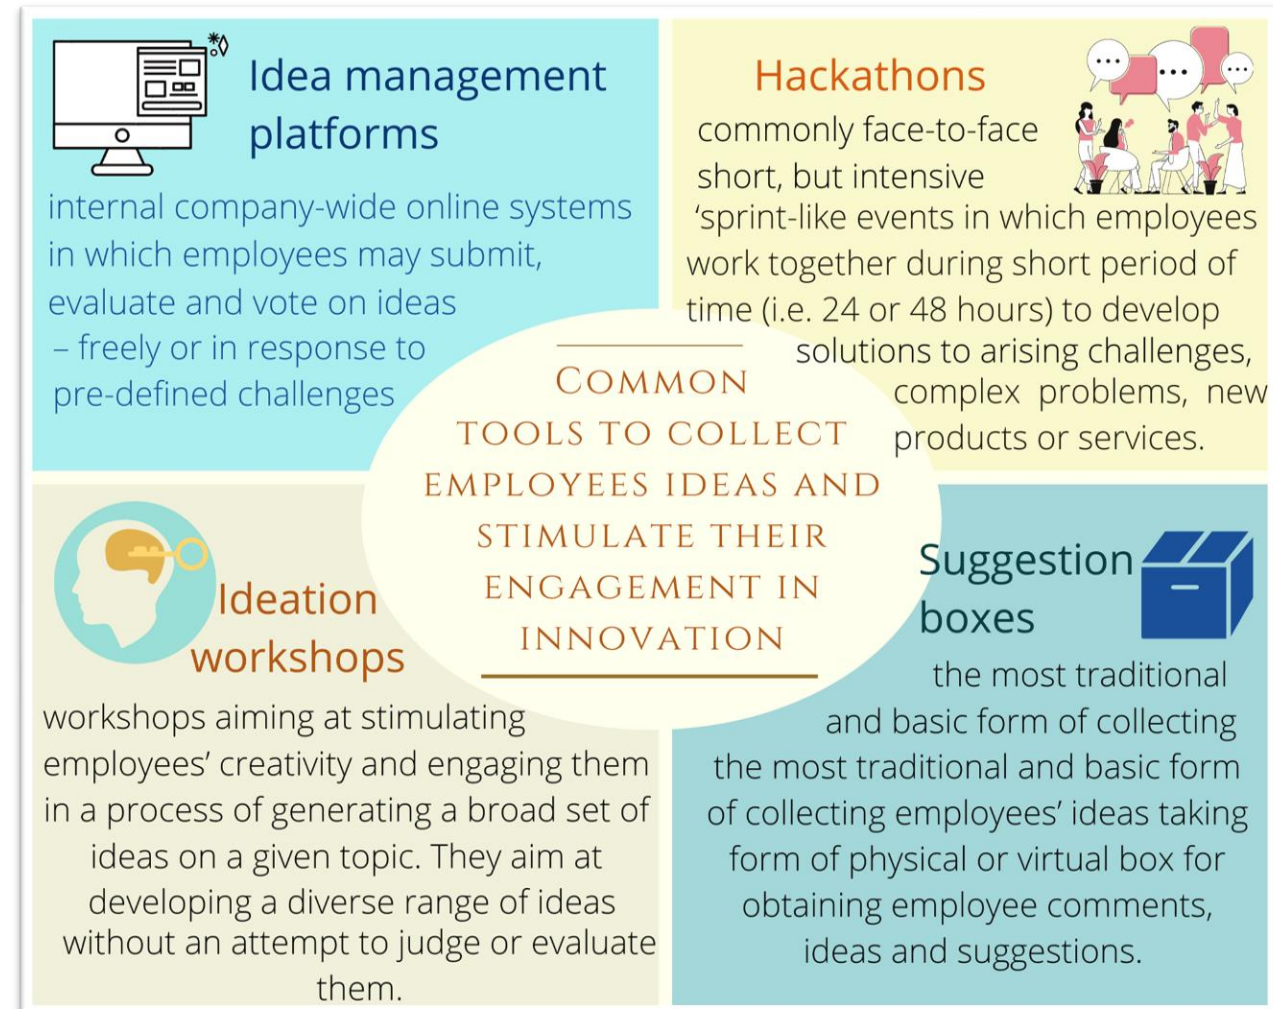 Idea management
platforms
internal company-wide online systems
in which employees may submit,
evaluate and vote on ideas
– freely or in response to
pre-defined challenges
Hackathons
commonly face-to-face
short, but intensive
‘sprint-like events in which employees
work together during short period of
time (i.e. 24 or 48 hours) to develop
solutions to arising challenges,
complex problems, new
products or services.
COMMON
TOOLS TO COLLECT
EMPLOYEES IDEAS AND
STIMULATE THEIR
ENGAGEMENT IN
INNOVATION
Ideation
workshops
workshops aiming at stimulating
employees’ creativity and engaging them
in a process of generating a broad set of
ideas on a given topic. They aim at
developing a diverse range of ideas
without an attempt to judge or evaluate
them.
Suggestion
boxes
the most traditional
and basic form of collecting
the most traditional and basic form
of collecting employees’ ideas taking
form of physical or virtual box for
obtaining employee comments,
ideas and suggestions.